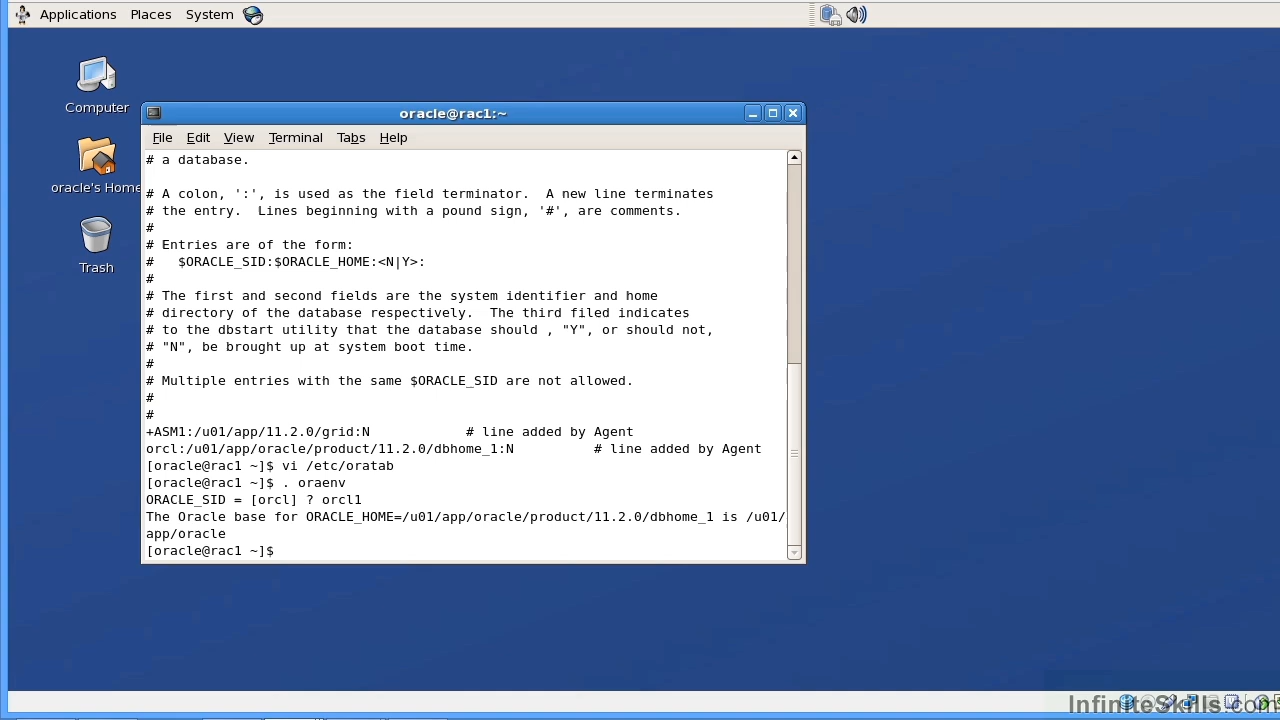 Applications Places System
Computer
oracle's Home
Trash
oracle@rac1:~
File Edit View Terminal Tabs Help
# a database.
# A colon, ':', is used as the field terminator.  A new line terminates
# the entry.  Lines beginning with a pound sign, '#', are comments.
#
# Entries are of the form:
#   $ORACLE_SID:$ORACLE_HOME:<N|Y>:
#
# The first and second fields are the system identifier and home
# directory of the database respectively.  The third filed indicates
# to the dbstart utility that the database should , "Y", or should not,
# "N", be brought up at system boot time.
#
# Multiple entries with the same $ORACLE_SID are not allowed.
#
#
+ASM1:/u01/app/11.2.0/grid:N            # line added by Agent
orcl:/u01/app/oracle/product/11.2.0/dbhome_1:N          # line added by Agent
[oracle@rac1 ~]$ vi /etc/oratab
[oracle@rac1 ~]$ . oraenv
ORACLE_SID = [orcl] ? orcl1
The Oracle base for ORACLE_HOME=/u01/app/oracle/product/11.2.0/dbhome_1 is /u01/
app/oracle
[oracle@rac1 ~]$
InfiniteSkills.com